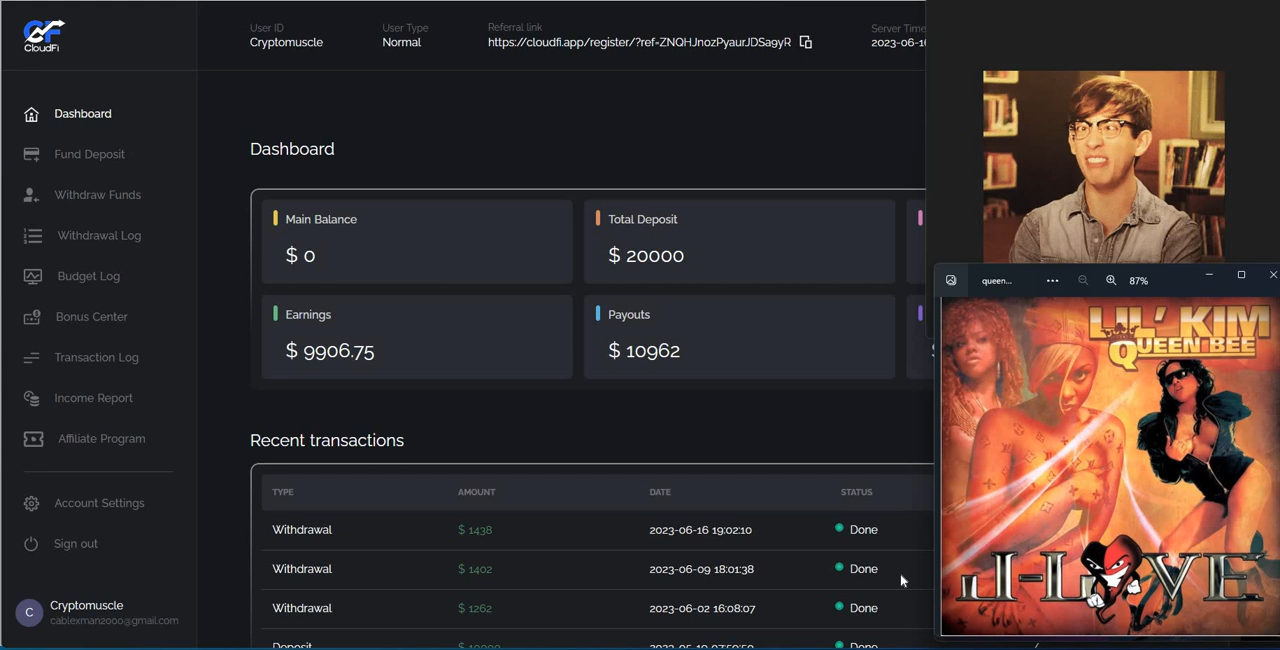 CF
CloudFi
User ID
Cryptomuscle
User Type
Normal
Referral link
https://cloudfi.app/register/?ref=ZNQHJnozPyaurJDSa9yR
Server Time
2023-06-16
Dashboard
Fund Deposit
Withdraw Funds
Withdrawal Log
Budget Log
Bonus Center
Transaction Log
Income Report
Affiliate Program
Account Settings
Sign out
C
Cryptomuscle
cablexman2000@gmail.com
Dashboard
Main Balance
$ 0
Total Deposit
$ 20000
Earnings
$ 9906.75
Payouts
$ 10962
$
Recent transactions
TYPE AMOUNT DATE STATUS
Withdrawal $ 1438 2023-06-16 19:02:10 Done
Withdrawal $ 1402 2023-06-09 18:01:38 Done
Withdrawal $ 1262 2023-06-02 16:08:07 Done
Deposit Done
queen...
87%
LIL' KIM
QUEEN BEE
J-LOVE